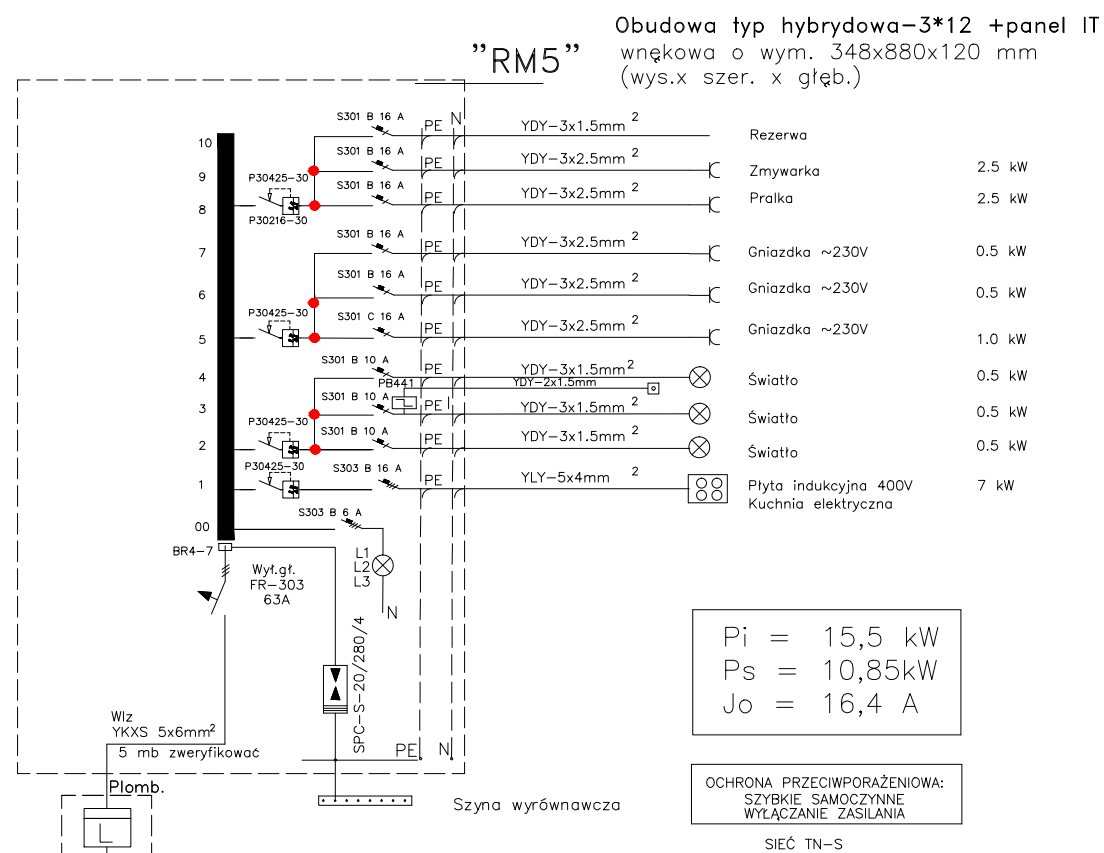 Obudowa typ hybrydowa-3*12 +panel IT
"RM5"
wnękowa o wym. 348x880x120 mm
(wys.x szer. x głęb.)
S301 B 16 A
PE
N
YDY-3x1.5mm 2
Rezerwa
10
S301 B 16 A
PE
YDY-3x2.5mm 2
Zmywarka
2.5 kW
9
P30425-30
S301 B 16 A
PE
YDY-3x2.5mm 2
Pralka
2.5 kW
8
P30216-30
S301 B 16 A
PE
YDY-3x2.5mm 2
Gniazdka ~230V
0.5 kW
7
S301 B 16 A
PE
YDY-3x2.5mm 2
Gniazdka ~230V
0.5 kW
6
P30425-30
S301 C 16 A
PE
YDY-3x2.5mm 2
Gniazdka ~230V
1.0 kW
5
S301 B 10 A
PE
YDY-3x1.5mm 2
Światło
0.5 kW
4
PB441
YDY-2x1.5mm
S301 B 10 A
PE
YDY-3x1.5mm 2
Światło
0.5 kW
3
P30425-30
S301 B 10 A
PE
YDY-3x1.5mm 2
Światło
0.5 kW
2
P30425-30
S303 B 16 A
PE
YLY-5x4mm 2
Płyta indukcyjna 400V
Kuchnia elektryczna
7 kW
1
S303 B 6 A
00
BR4-7
L1
L2
L3
N
Wył.gł.
FR-303
63A
SPC-S-20/280/4
Pi = 15,5 kW
Ps = 10,85kW
Jo = 16,4 A
Wlz
YKXS 5x6mm2
5 mb zweryfikować
PE
N
Plomb.
L
Szyna wyrównawcza
OCHRONA PRZECIWPORAŻENIOWA:
SZYBKIE SAMOCZYNNE
WYŁĄCZANIE ZASILANIA
SIEĆ TN-S